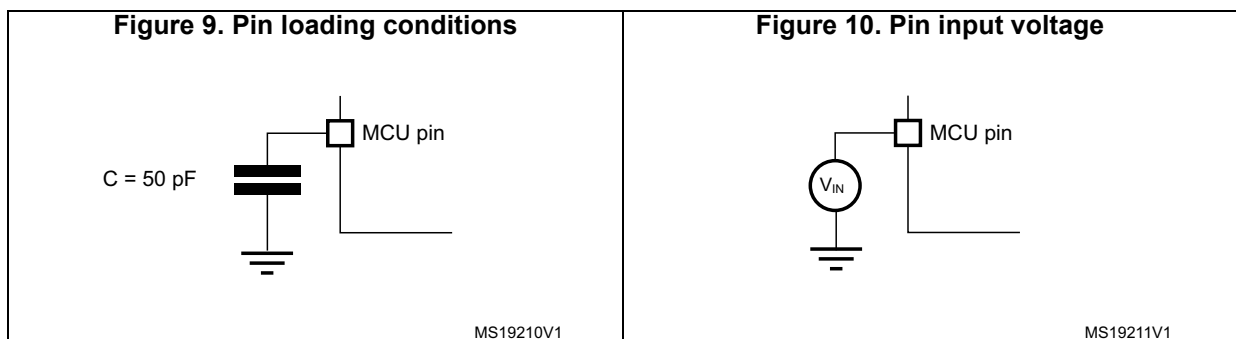 Figure 9. Pin loading conditions
MCU pin
C = 50 pF
MS19210V1
Figure 10. Pin input voltage
MCU pin
VIN
MS19211V1